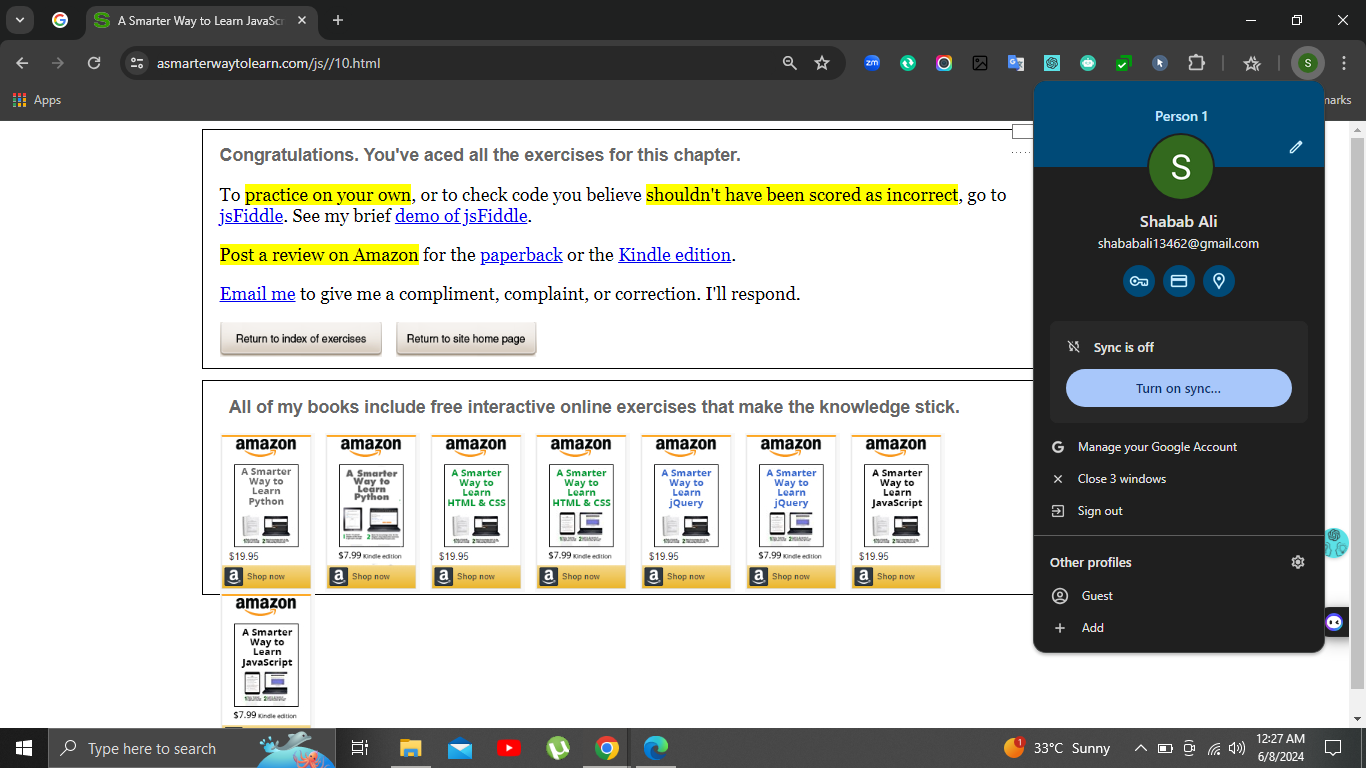 A Smarter Way to Learn JavaScr
asmarterwaytolearn.com/js//10.html
Apps
marks
Congratulations. You've aced all the exercises for this chapter.
To practice on your own, or to check code you believe shouldn't have been scored as incorrect, go to
jsFiddle. See my brief demo of jsFiddle.
Post a review on Amazon for the paperback or the Kindle edition.
Email me to give me a compliment, complaint, or correction. I'll respond.
Return to index of exercises
Return to site home page
All of my books include free interactive online exercises that make the knowledge stick.
amazon
A Smarter
Way to
Learn
Python
$19.95
Shop now
amazon
A Smarter
Way to
Learn
Python
$7.99 Kindle edition
Shop now
amazon
A Smarter
Way to
Learn
HTML & CSS
$19.95
Shop now
amazon
A Smarter
Way to
Learn
HTML & CSS
$7.99 Kindle edition
Shop now
amazon
A Smarter
Way to
Learn
jQuery
$19.95
Shop now
amazon
A Smarter
Way to
Learn
jQuery
$7.99 Kindle edition
Shop now
amazon
A Smarter
Way to
Learn
JavaScript
$19.95
Shop now
amazon
A Smarter
Way to
Learn
JavaScript
$7.99 Kindle edition
Person 1
S
Shabab Ali
shababali13462@gmail.com
Sync is off
Turn on sync...
Manage your Google Account
Close 3 windows
Sign out
Other profiles
Guest
Add
Type here to search
33°C Sunny
12:27 AM
6/8/2024